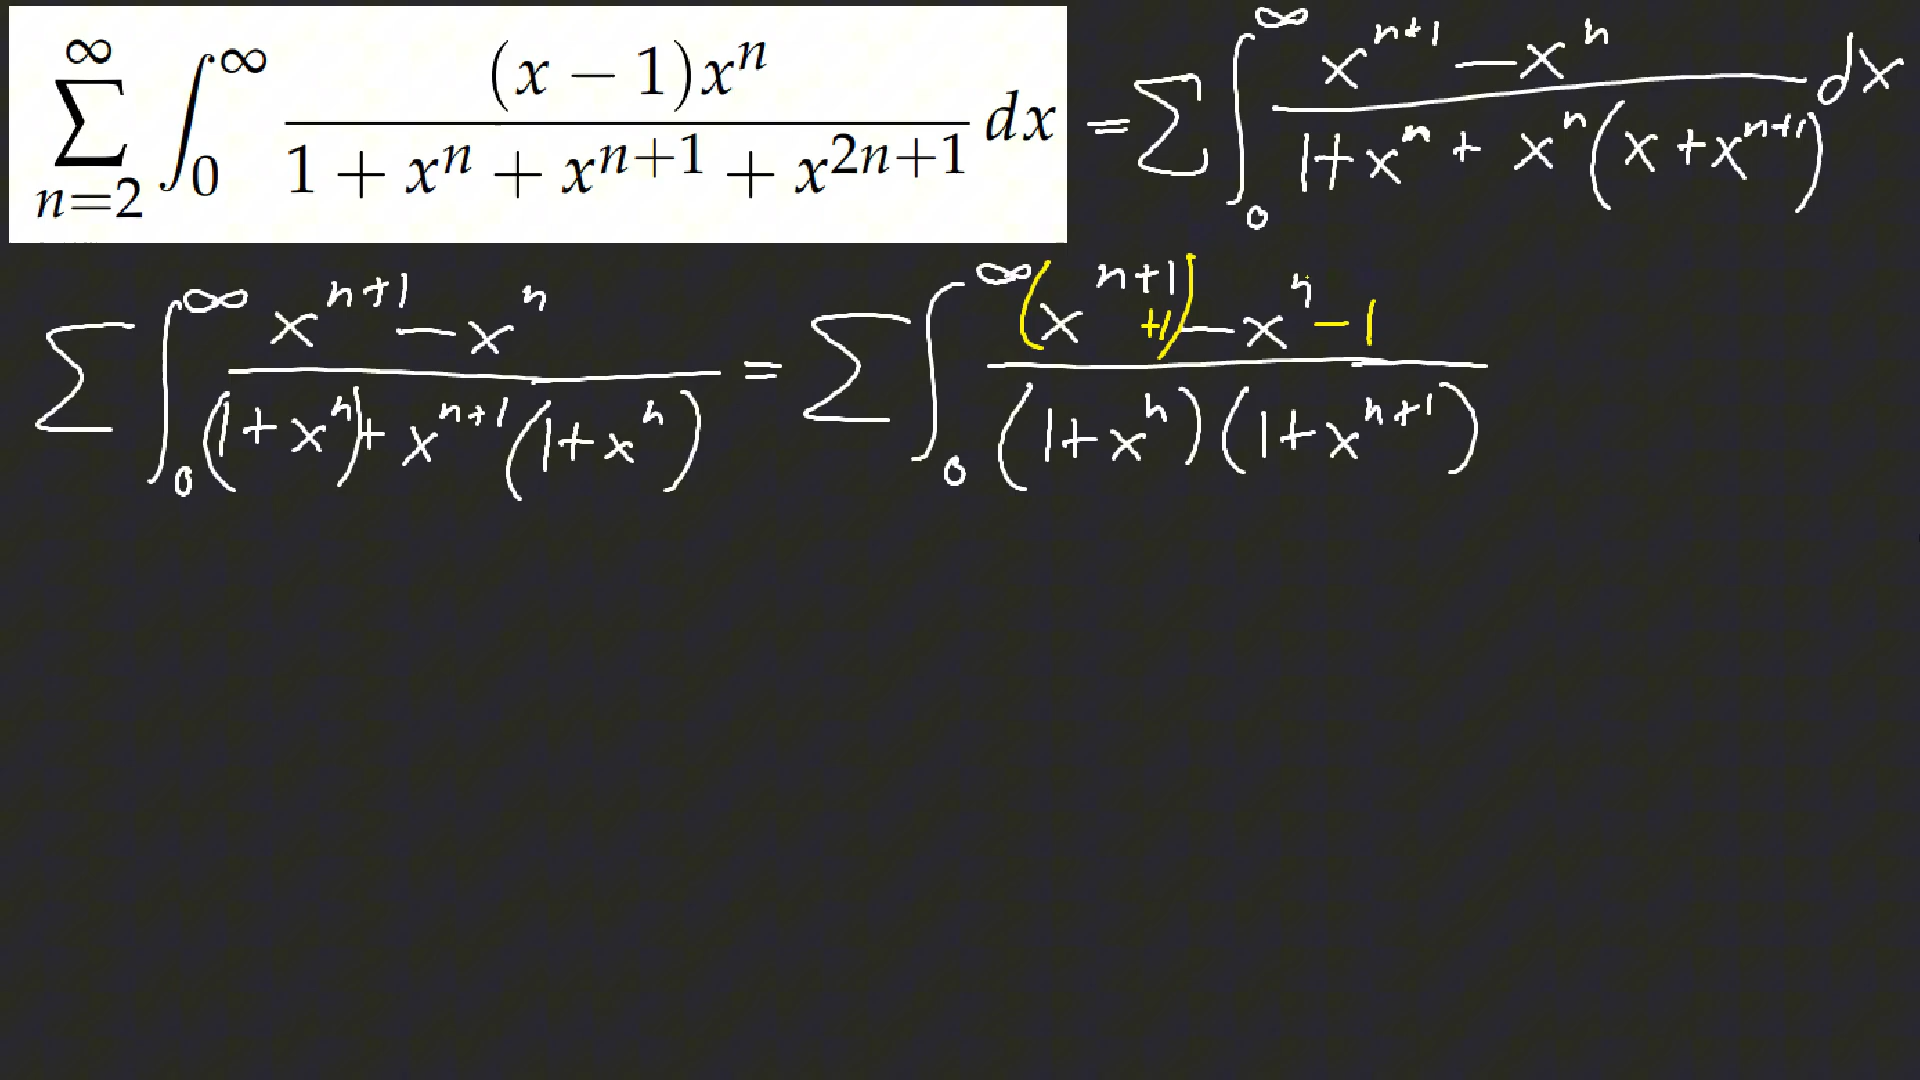 \sum_{n=2}^{\infty} \int_0^{\infty} \frac{(x-1)x^n}{1+x^n+x^{n+1}+x^{2n+1}} dx = \sum \int_0^{\infty} \frac{x^{n+1}-x^n}{1+x^n+x^n(x+x^{n+1})} dx
\sum \int_0^{\infty} \frac{x^{n+1}-x^n}{(1+x^n)+x^{n+1}(1+x^n)} = \sum \int_0^{\infty} \frac{(x^{n+1}+1)-x^n-1}{(1+x^n)(1+x^{n+1})}